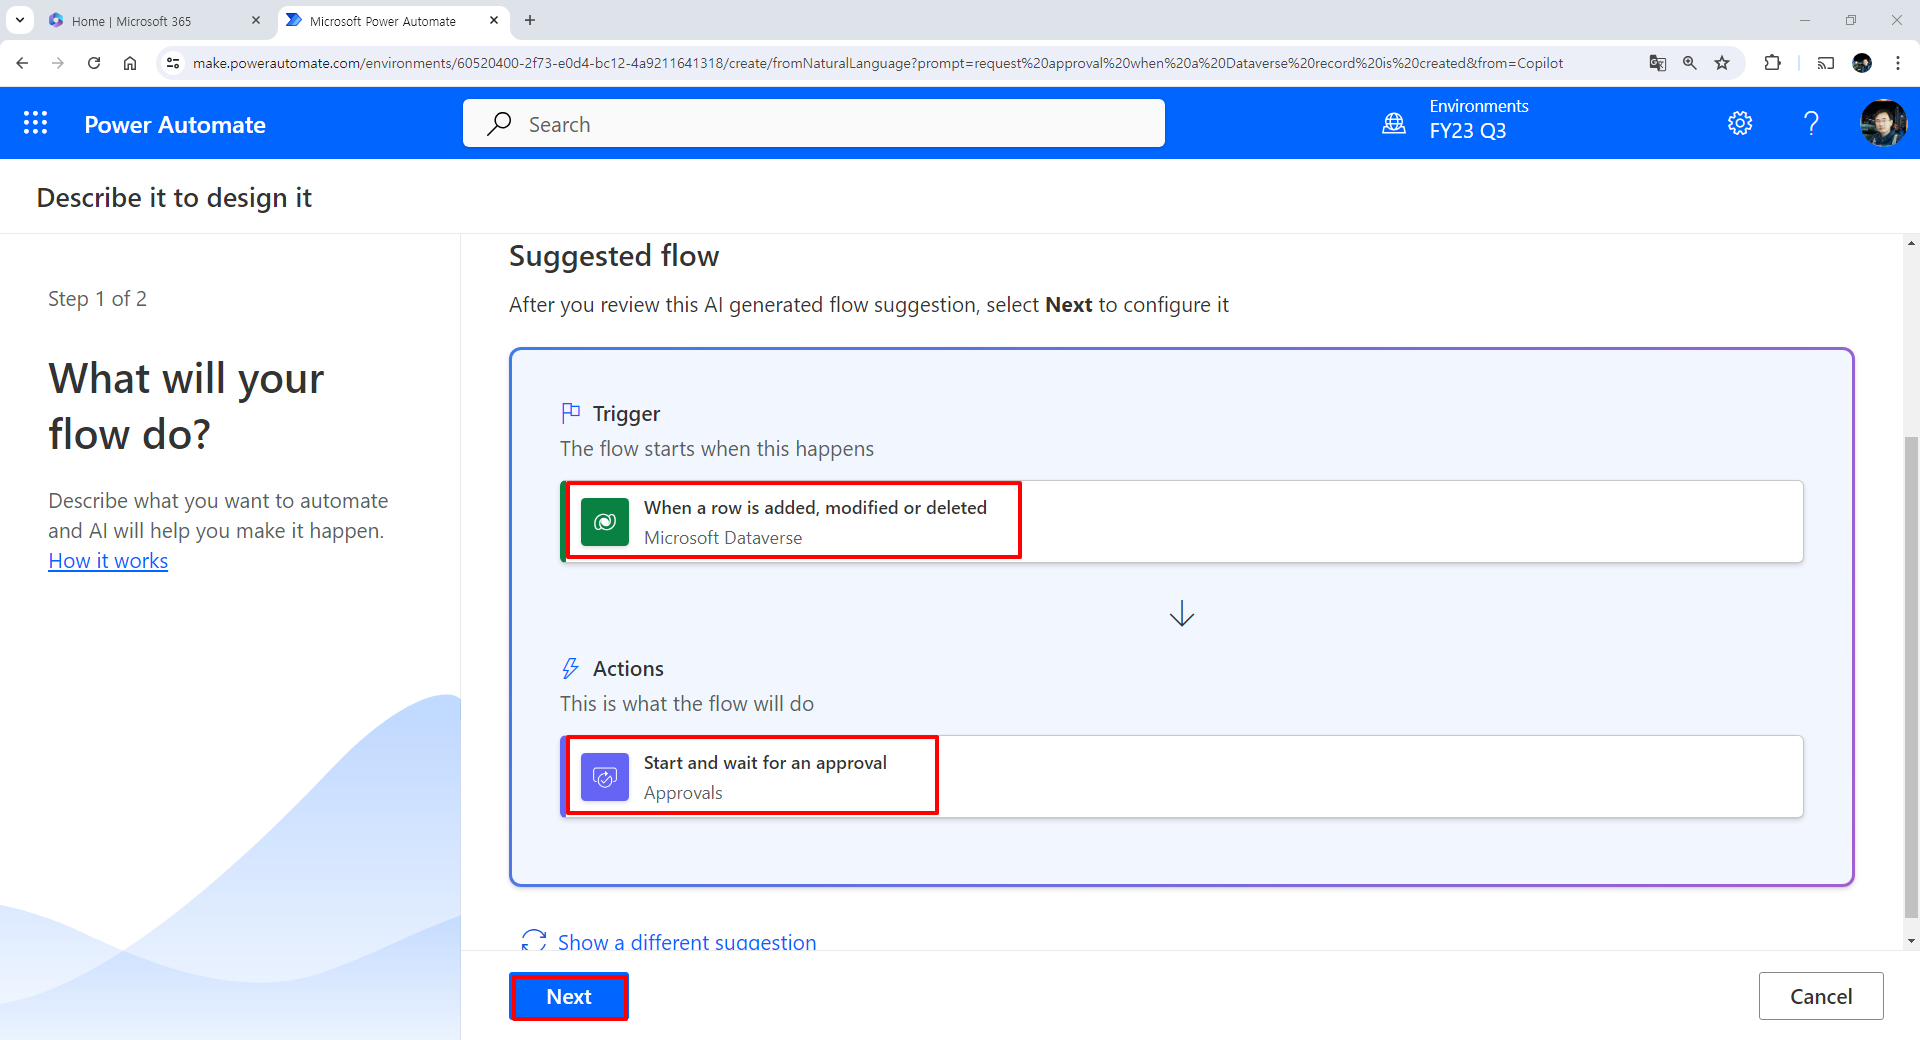 Home | Microsoft 365
Microsoft Power Automate
make.powerautomate.com/environments/60520400-2f73-e0d4-bc12-4a9211641318/create/fromNaturalLanguage?prompt=request%20approval%20when%20a%20Dataverse%20record%20is%20created&from=Copilot
Power Automate
Search
Environments
FY23 Q3
Describe it to design it
Step 1 of 2
What will your
flow do?
Describe what you want to automate
and AI will help you make it happen.
How it works
Suggested flow
After you review this AI generated flow suggestion, select Next to configure it
Trigger
The flow starts when this happens
When a row is added, modified or deleted
Microsoft Dataverse
Actions
This is what the flow will do
Start and wait for an approval
Approvals
Show a different suggestion
Next
Cancel